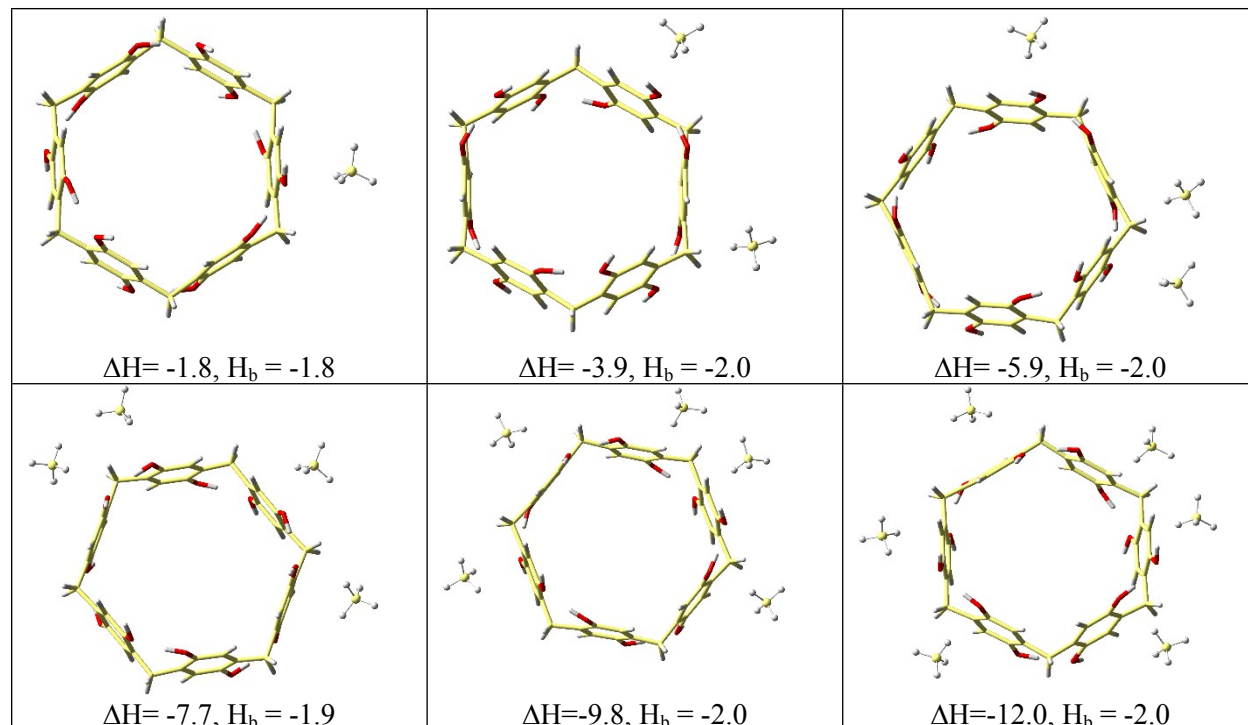 ΔH= -1.8, H_b = -1.8
ΔH= -3.9, H_b = -2.0
ΔH= -5.9, H_b = -2.0
ΔH= -7.7, H_b = -1.9
ΔH=-9.8, H_b = -2.0
ΔH=-12.0, H_b = -2.0